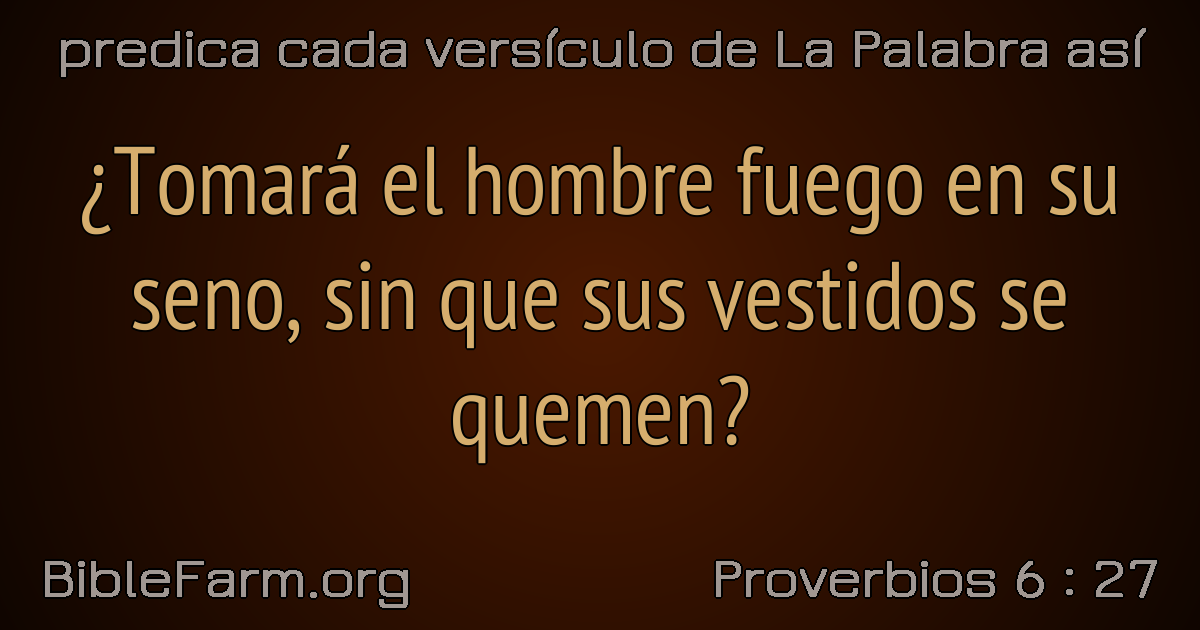 predica cada versículo de La Palabra así
¿Tomará el hombre fuego en su
seno, sin que sus vestidos se
quemen?
BibleFarm.org
Proverbios 6 : 27